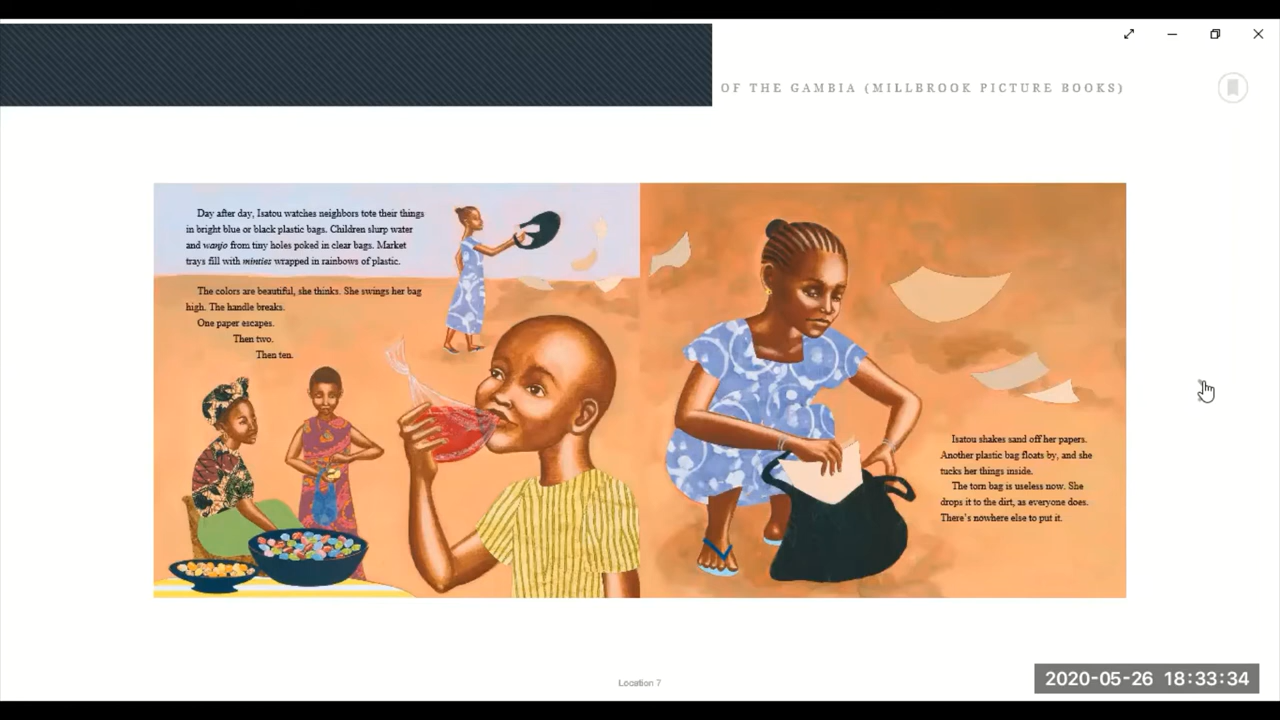 OF THE GAMBIA (MILLBROOK PICTURE BOOKS)
Day after day, Isatou watches neighbors tote their things
in bright blue or black plastic bags. Children slurp water
and wanjo from tiny holes poked in clear bags. Market
trays fill with minties wrapped in rainbows of plastic.
The colors are beautiful, she thinks. She swings her bag
high. The handle breaks.
One paper escapes.
Then two.
Then ten.
Isatou shakes sand off her papers.
Another plastic bag floats by, and she
tucks her things inside.
The torn bag is useless now. She
drops it to the dirt, as everyone does.
There's nowhere else to put it.
Location 7
2020-05-26 18:33:34